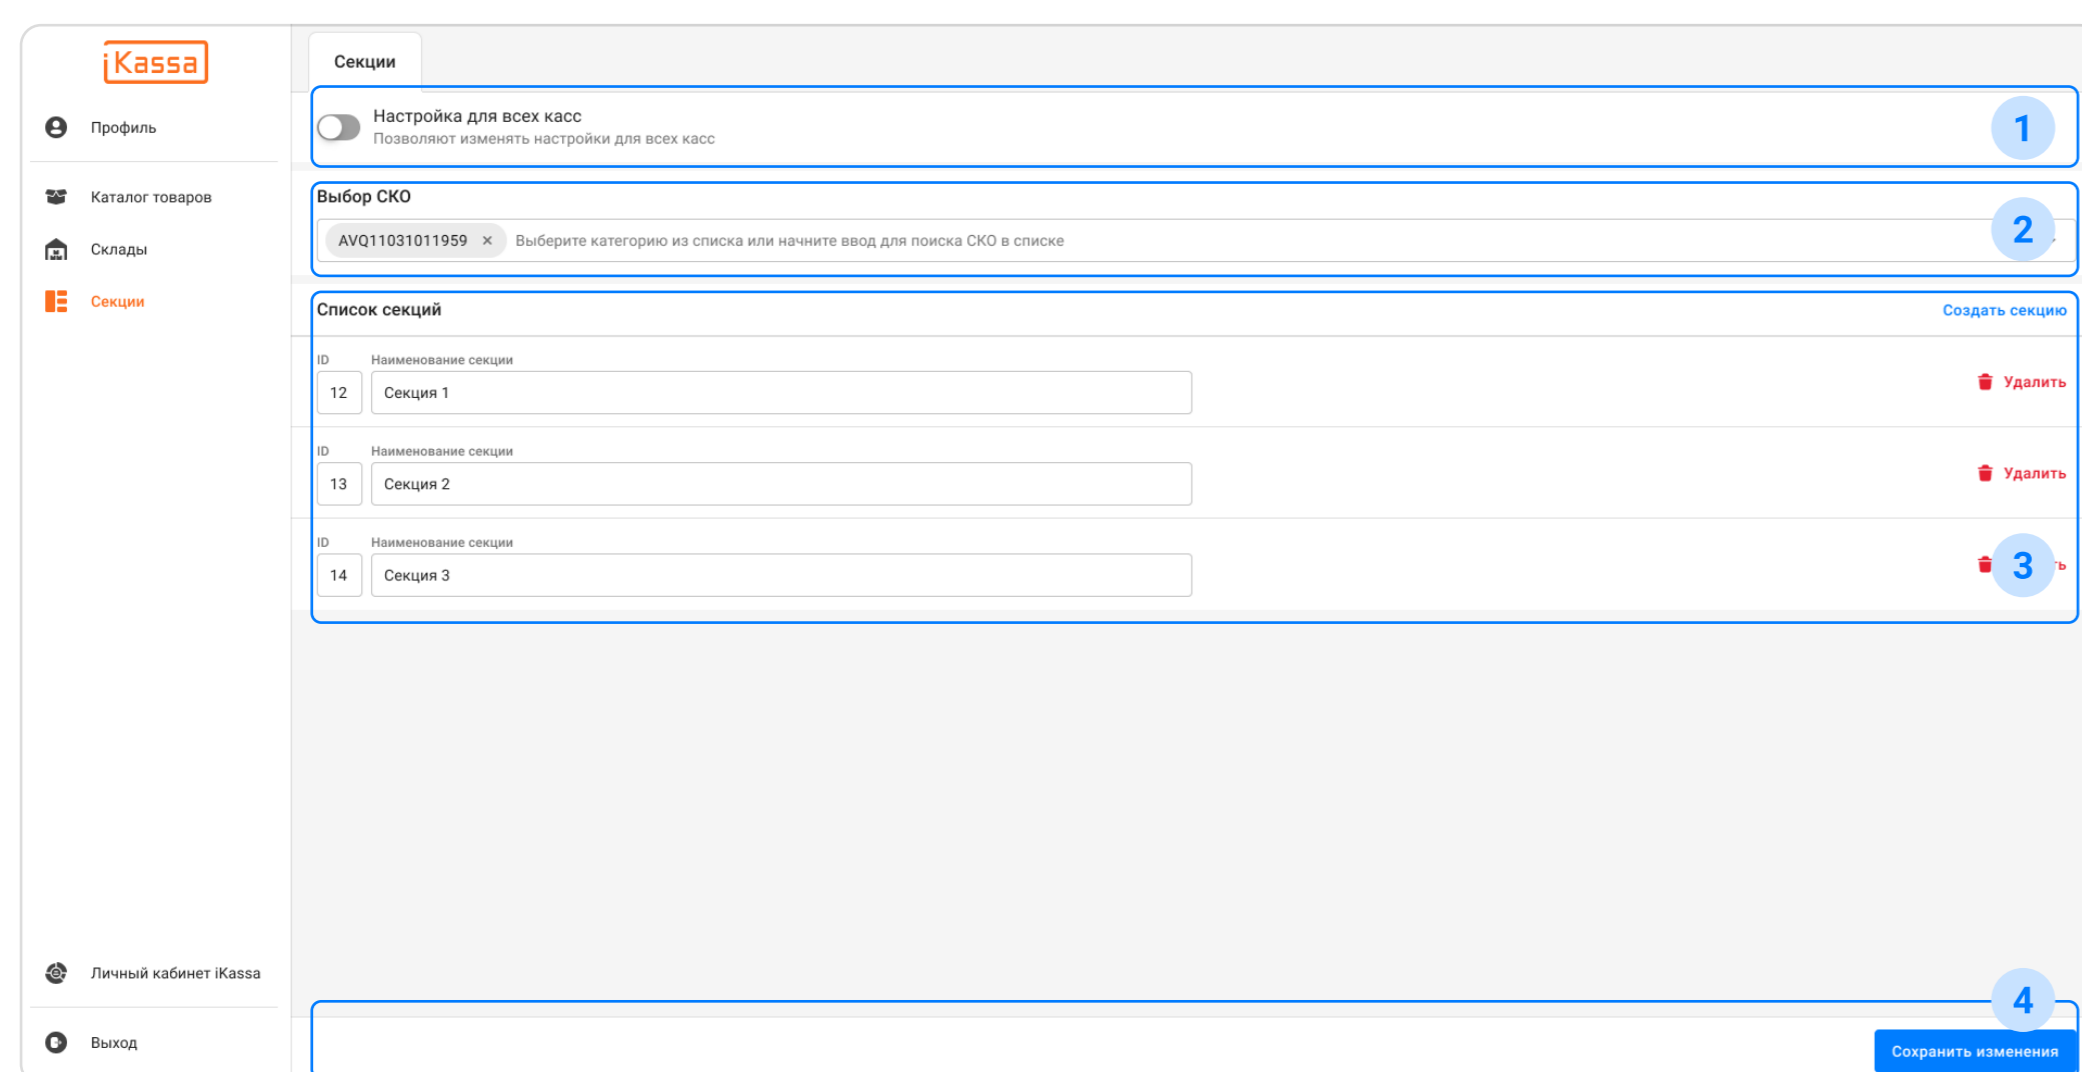 iKassa
Профиль
Каталог товаров
Склады
Секции
Личный кабинет iKassa
Выход
Секции
Настройка для всех касс
Позволяют изменять настройки для всех касс
1
Выбор СКО
AVQ11031011959 × Выберите категорию из списка или начните ввод для поиска СКО в списке
2
Список секций
Создать секцию
ID Наименование секции
12 Секция 1
Удалить
ID Наименование секции
13 Секция 2
Удалить
ID Наименование секции
14 Секция 3
3
4
Сохранить изменения